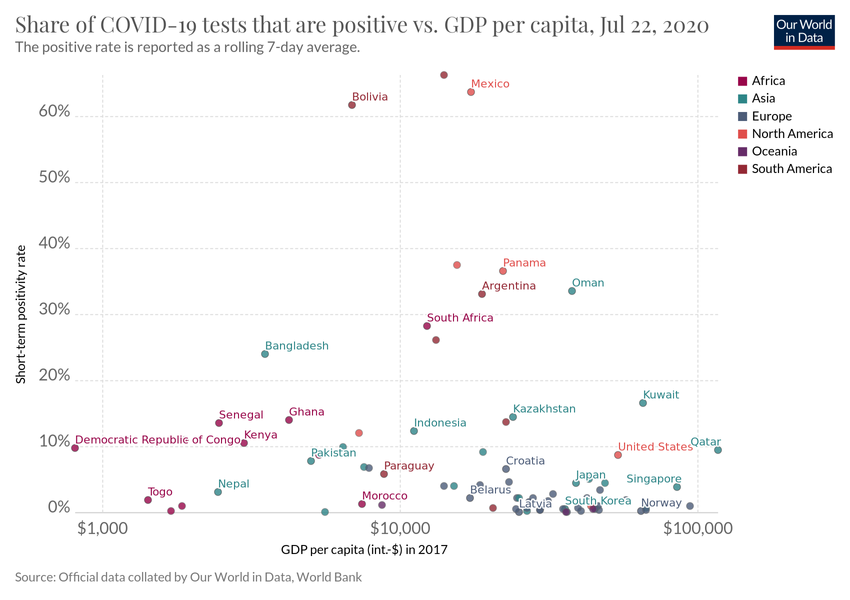 Share of COVID-19 tests that are positive vs. GDP per capita, Jul 22, 2020
The positive rate is reported as a rolling 7-day average.
Our World
in Data
Africa
Asia
Europe
North America
Oceania
South America
Short-term positivity rate
60%
50%
40%
30%
20%
10%
0%
Bolivia
Mexico
Panama
Argentina
Oman
South Africa
Bangladesh
Kuwait
Senegal
Ghana
Kazakhstan
Indonesia
Democratic Republic of Congo
Kenya
United States
Qatar
Pakistan
Croatia
Paraguay
Nepal
Japan
Singapore
Togo
Morocco
Belarus
Latvia
South Korea
Norway
$1,000
$10,000
$100,000
GDP per capita (int.-$) in 2017
Source: Official data collated by Our World in Data, World Bank